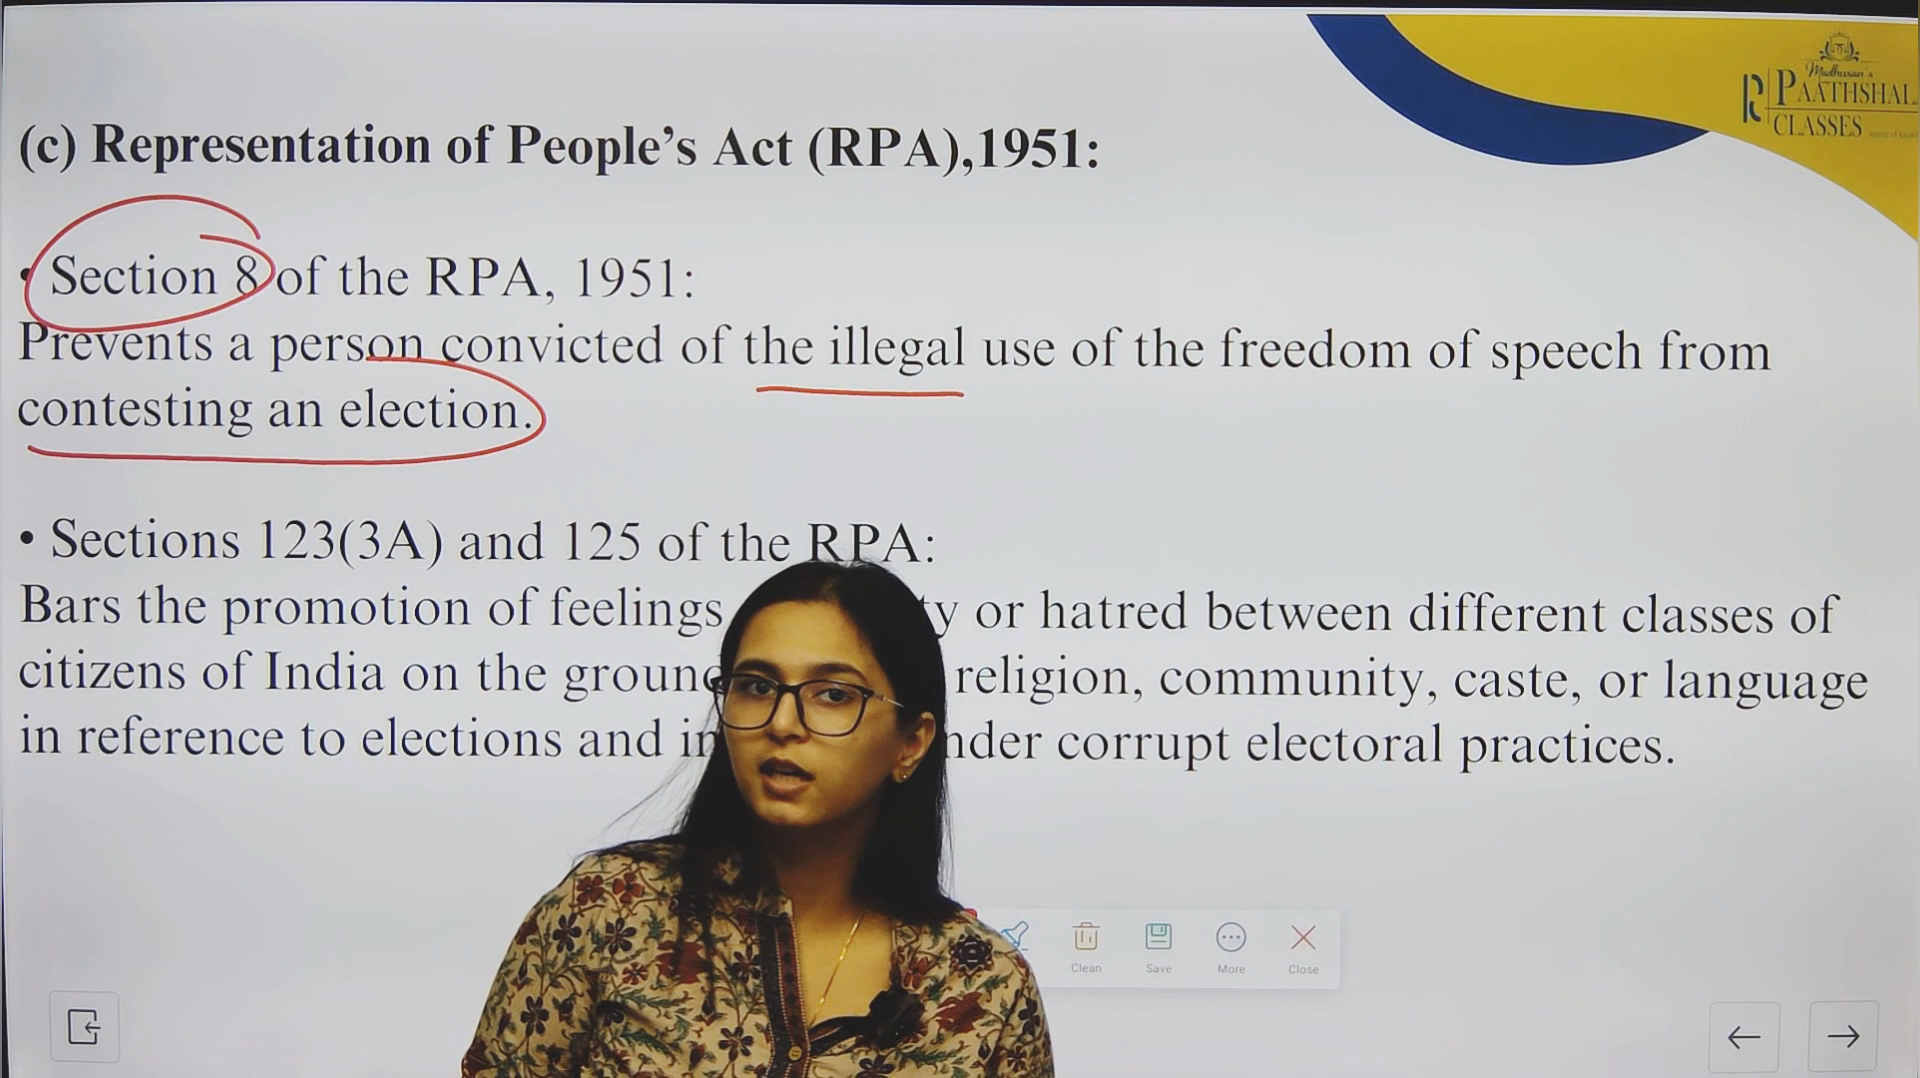 Madhusan's
PAATHSHAL
CLASSES
(c) Representation of People's Act (RPA),1951:
• Section 8 of the RPA, 1951:
Prevents a person convicted of the illegal use of the freedom of speech from
contesting an election.
• Sections 123(3A) and 125 of the RPA:
Bars the promotion of feelings or hatred between different classes of
citizens of India on the religion, community, caste, or language
in reference to elections and corrupt electoral practices.
Clean Save More Close